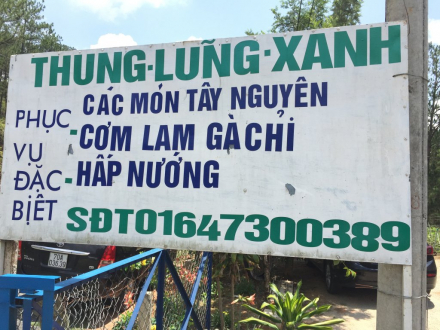 THUNG-LŨNG-XANH
PHỤC VỤ ĐẶC BIỆT
CÁC MÓN TÂY NGUYÊN
-CƠM LAM GÀ CHỈ
-HẤP NƯỚNG
SĐT01647300389